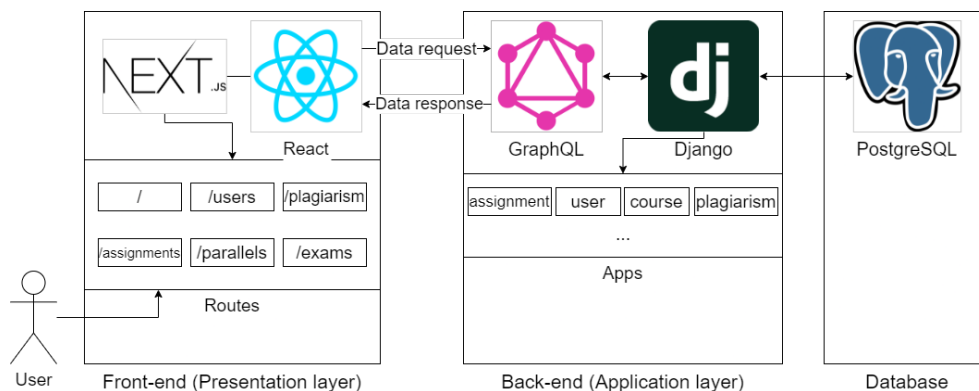 NEXT.JS
Data request
Data response
React
GraphQL
dj
Django
PostgreSQL
/
/users
/plagiarism
/assignments
/parallels
/exams
Routes
assignment
user
course
plagiarism
...
Apps
User
Front-end (Presentation layer)
Back-end (Application layer)
Database